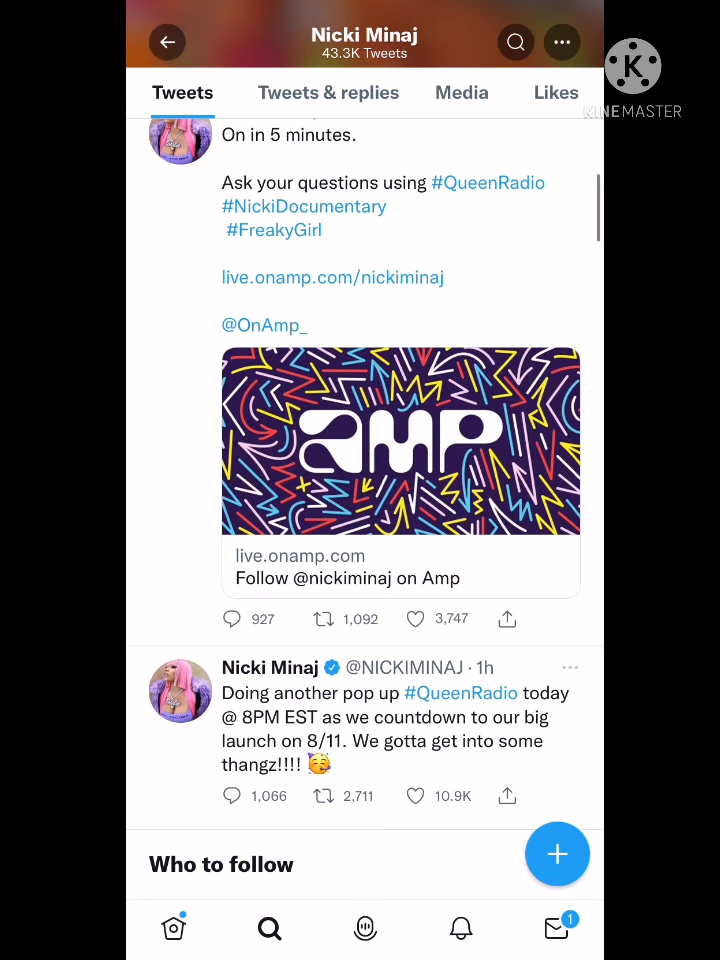 Nicki Minaj
43.3K Tweets
K
KINEMASTER
Tweets Tweets & replies Media Likes
On in 5 minutes.
Ask your questions using #QueenRadio
#NickiDocumentary
#FreakyGirl
live.onamp.com/nickiminaj
@OnAmp_
amp
live.onamp.com
Follow @nickiminaj on Amp
927 1,092 3,747
Nicki Minaj @NICKIMINAJ · 1h
Doing another pop up #QueenRadio today
@ 8PM EST as we countdown to our big
launch on 8/11. We gotta get into some
thangz!!!! 🥳
1,066 2,711 10.9K
Who to follow
1